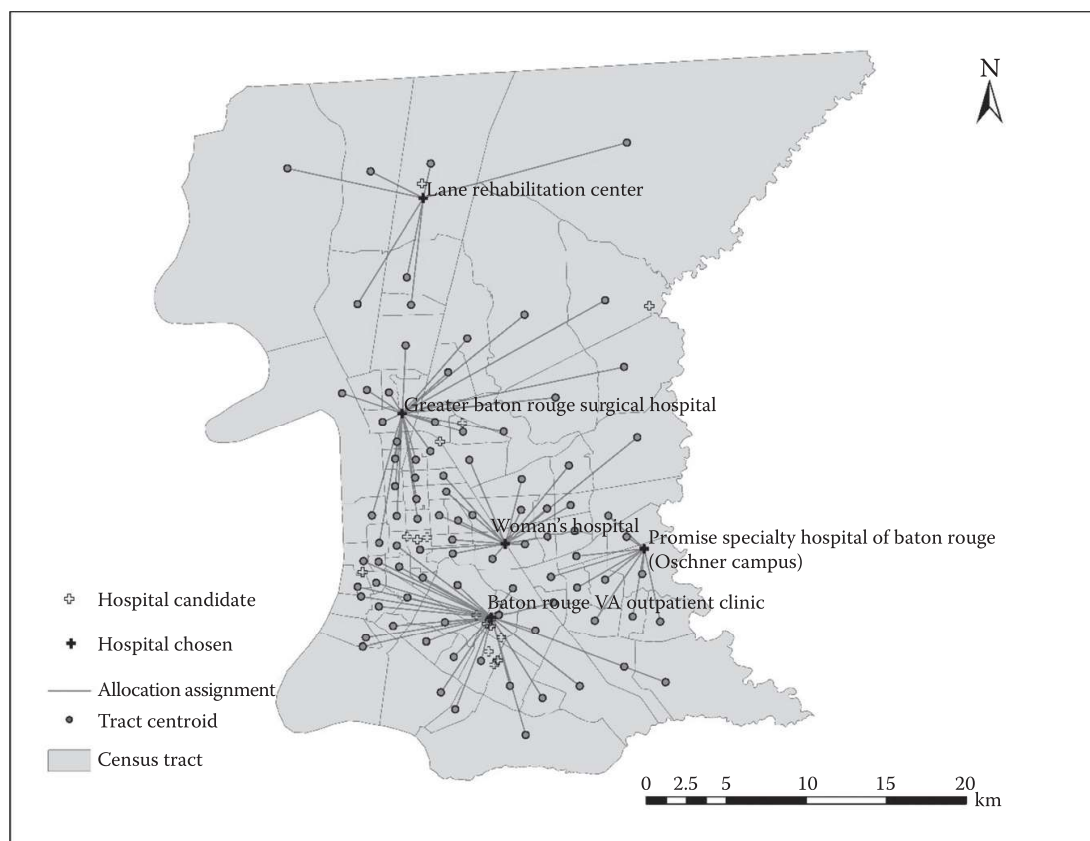 N
Lane rehabilitation center
Greater baton rouge surgical hospital
Woman's hospital
Promise specialty hospital of baton rouge
(Oschner campus)
Baton rouge VA outpatient clinic
Hospital candidate
Hospital chosen
Allocation assignment
Tract centroid
Census tract
0 2.5 5 10 15 20
km